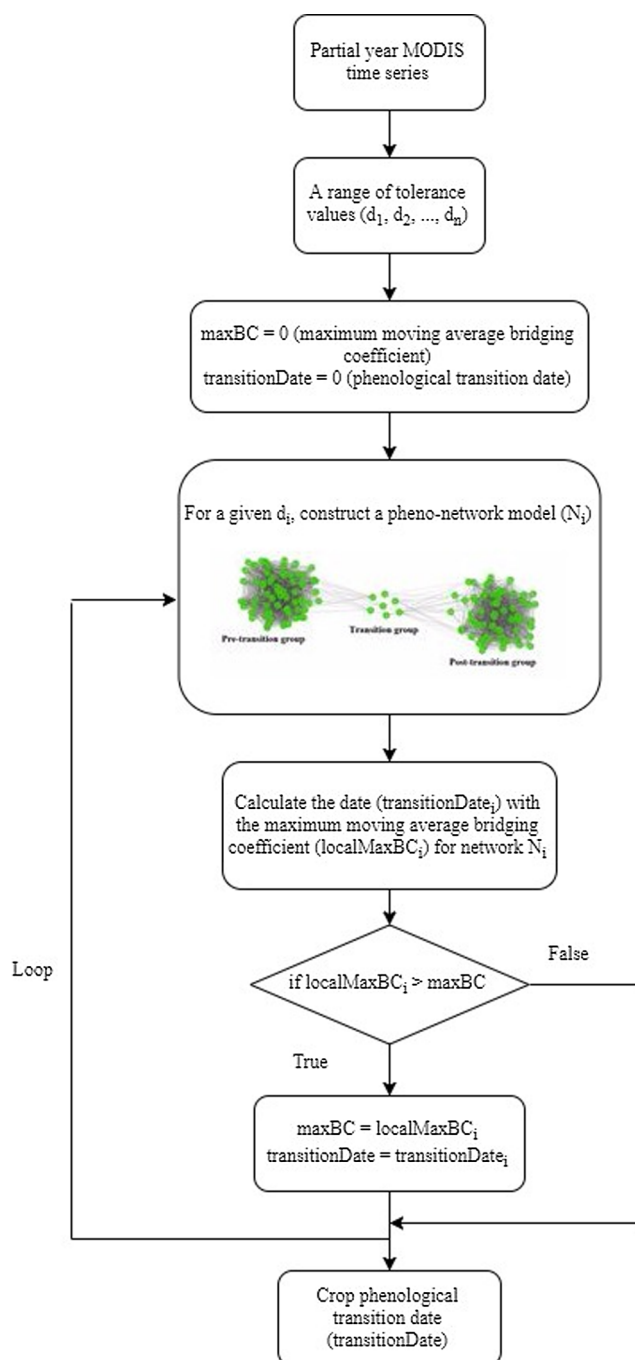 Partial year MODIS
time series
A range of tolerance
values (d₁, d₂, ..., dₙ)
maxBC = 0 (maximum moving average bridging
coefficient)
transitionDate = 0 (phenological transition date)
For a given dᵢ, construct a pheno-network model (Nᵢ)
Pre-transition group
Transition group
Post-transition group
Calculate the date (transitionDateᵢ) with
the maximum moving average bridging
coefficient (localMaxBCᵢ) for network Nᵢ
Loop
if localMaxBCᵢ > maxBC
False
True
maxBC = localMaxBCᵢ
transitionDate = transitionDateᵢ
Crop phenological
transition date
(transitionDate)